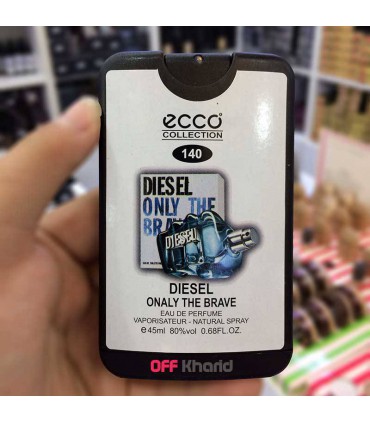 ecco
COLLECTION
140
DIESEL
ONLY THE
BRA
DIESEL
DIESEL
ONALY THE BRAVE
EAU DE PERFUME
VAPORISATEUR - NATURAL SPRAY
e45ml 80%vol 0.68FL.OZ.
OFF Kharid